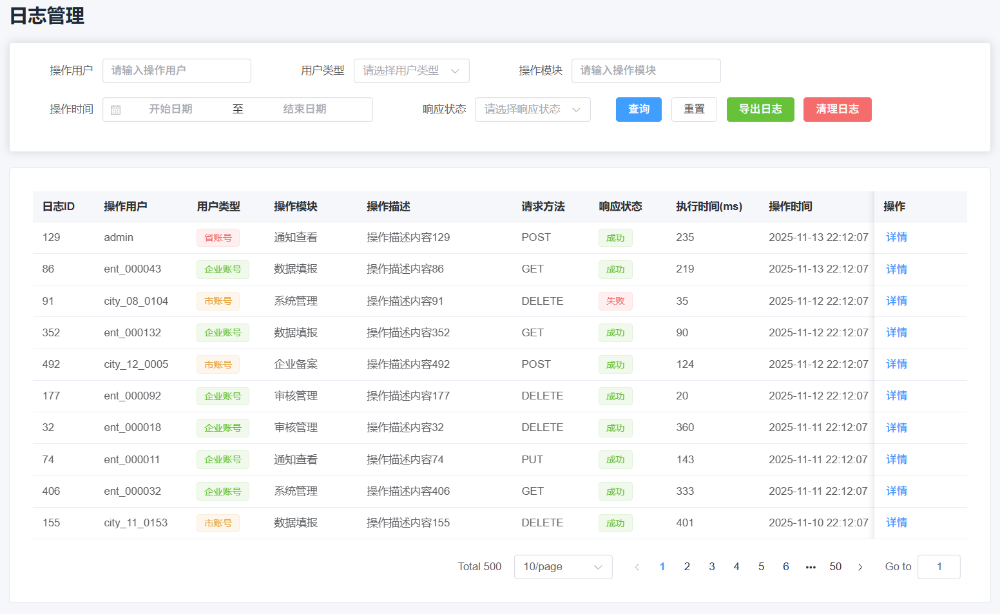 日志管理
操作用户 请输入操作用户 用户类型 请选择用户类型 操作模块 请输入操作模块
操作时间 开始日期 至 结束日期 响应状态 请选择响应状态 查询 重置 导出日志 清理日志
日志ID 操作用户 用户类型 操作模块 操作描述 请求方法 响应状态 执行时间(ms) 操作时间 操作
129 admin 省账号 通知查看 操作描述内容129 POST 成功 235 2025-11-13 22:12:07 详情
86 ent_000043 企业账号 数据填报 操作描述内容86 GET 成功 219 2025-11-13 22:12:07 详情
91 city_08_0104 市账号 系统管理 操作描述内容91 DELETE 失败 35 2025-11-12 22:12:07 详情
352 ent_000132 企业账号 数据填报 操作描述内容352 GET 成功 90 2025-11-12 22:12:07 详情
492 city_12_0005 市账号 企业备案 操作描述内容492 POST 成功 124 2025-11-12 22:12:07 详情
177 ent_000092 企业账号 审核管理 操作描述内容177 DELETE 成功 20 2025-11-12 22:12:07 详情
32 ent_000018 企业账号 审核管理 操作描述内容32 DELETE 成功 360 2025-11-11 22:12:07 详情
74 ent_000011 企业账号 通知查看 操作描述内容74 PUT 成功 143 2025-11-11 22:12:07 详情
406 ent_000032 企业账号 系统管理 操作描述内容406 GET 成功 333 2025-11-11 22:12:07 详情
155 city_11_0153 市账号 数据填报 操作描述内容155 DELETE 成功 401 2025-11-10 22:12:07 详情
Total 500 10/page 1 2 3 4 5 6 ••• 50 Go to 1